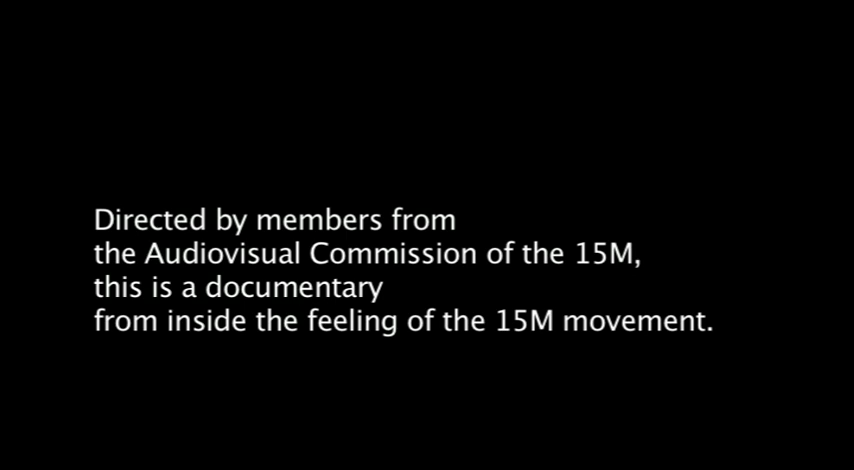 Directed by members from
the Audiovisual Commission of the 15M,
this is a documentary
from inside the feeling of the 15M movement.